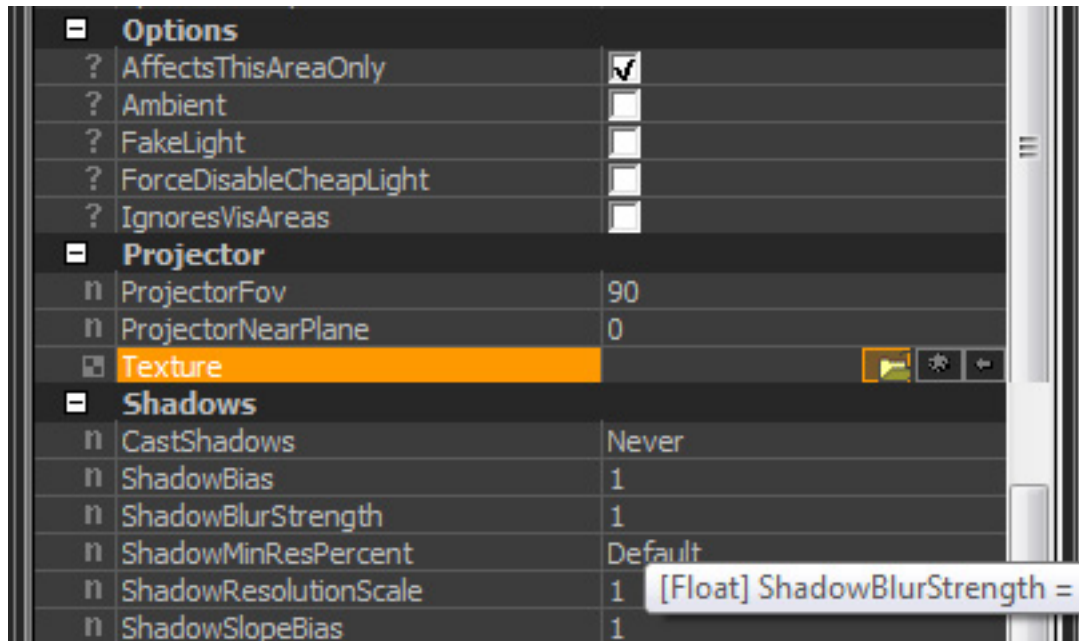 Options
? AffectsThisAreaOnly
? Ambient
? FakeLight
? ForceDisableCheapLight
? IgnoresVisAreas
Projector
n ProjectorFov 90
n ProjectorNearPlane 0
Texture
Shadows
n CastShadows Never
n ShadowBias 1
n ShadowBlurStrength 1
n ShadowMinResPercent Default
n ShadowResolutionScale 1
[Float] ShadowBlurStrength =
n ShadowSlopeBias 1